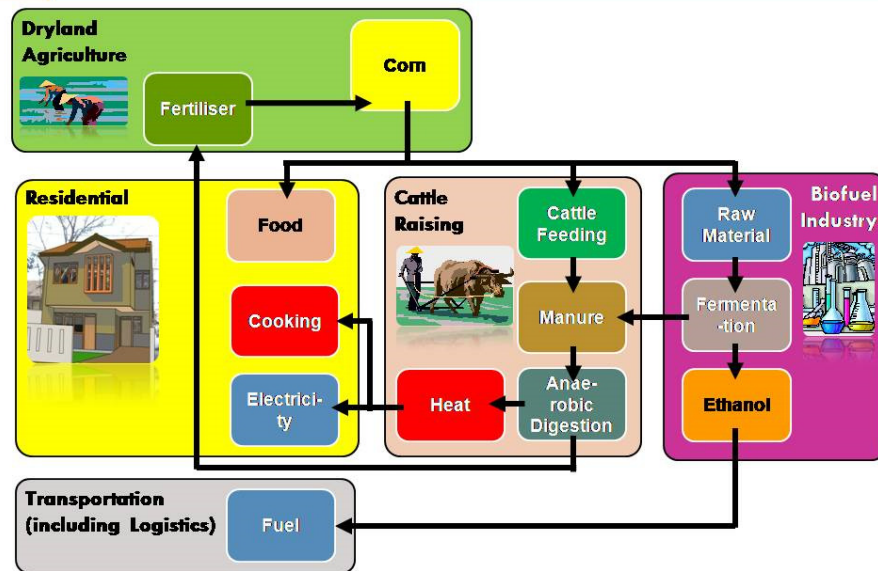 Dryland
Agriculture
Corn
Fertiliser
Residential
Food
Cooking
Electrici-
ty
Cattle
Raising
Cattle
Feeding
Manure
Heat
Anae-
robic
Digestion
Biofuel
Industry
Raw
Material
Fermenta
-tion
Ethanol
Transportation
(including Logistics)
Fuel